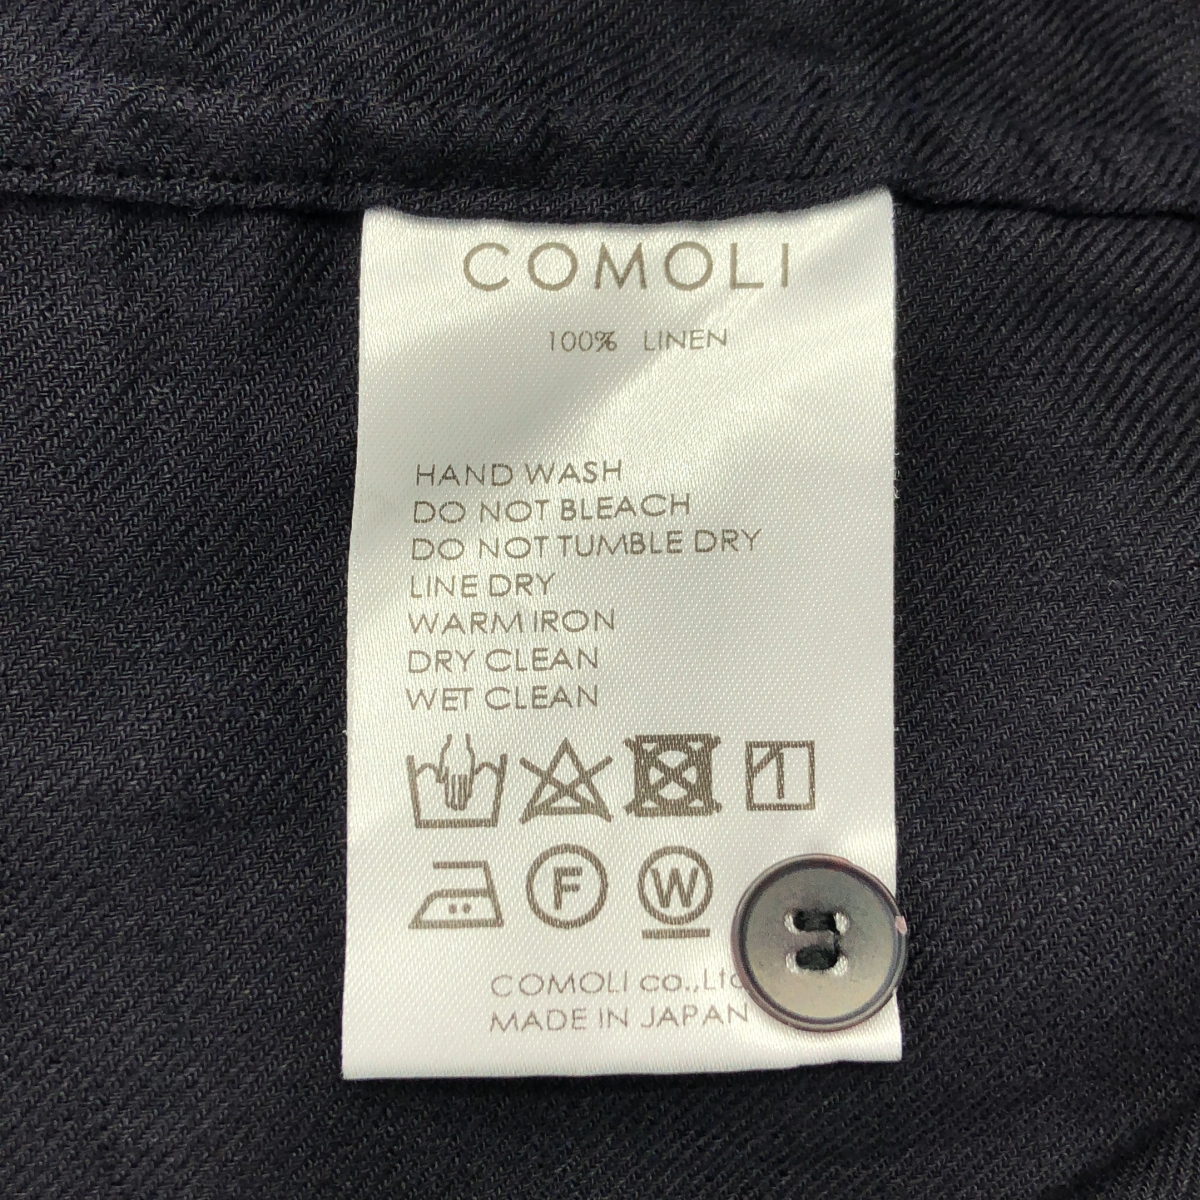 COMOLI
100% LINEN
HAND WASH
DO NOT BLEACH
DO NOT TUMBLE DRY
LINE DRY
WARM IRON
DRY CLEAN
WET CLEAN
F W
COMOLI co.,Ltd
MADE IN JAPAN